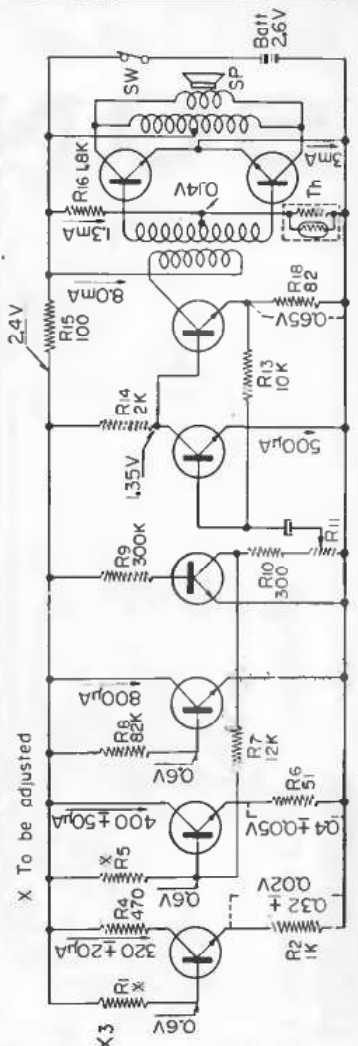 X To be adjusted
2.4V
SW
Batt
2.6V
SP
R16 1.8K
1.3mA
0.14V
3mA
Th
R15
100
8.0mA
R18
82
0.65V
R14
2K
1.35V
R13
10K
500μA
R9
300K
R11
R10
300
800μA
R8
82K
0.6V
R7
12K
400±50μA
X
R5
0.6V
R6
51
0.4±0.05V
R4
470
320±20μA
R1
X
X3
0.6V
0.32±
0.02V
R2
1K